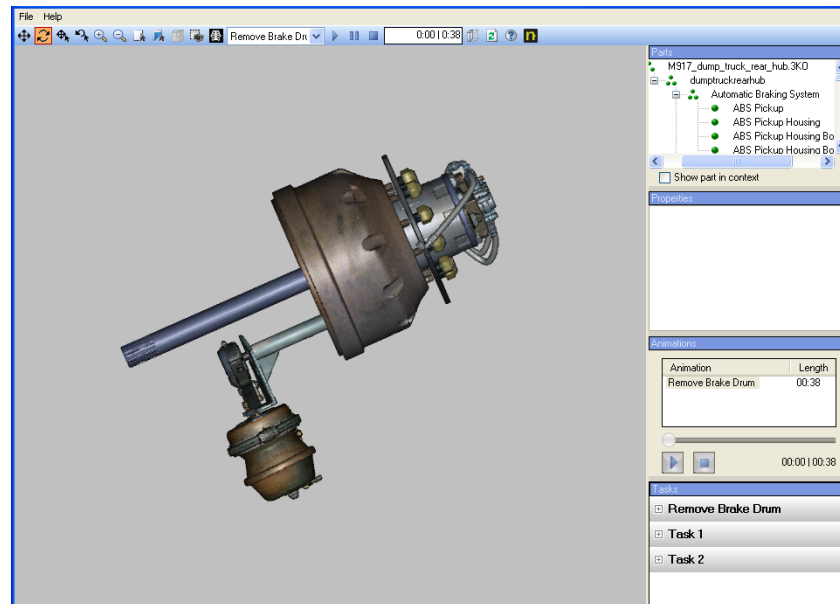 File Help
Remove Brake Dru
0:00 | 0:38
Parts
M917_dump_truck_rear_hub.3KO
dumptruckrearhub
Automatic Braking System
ABS Pickup
ABS Pickup Housing
ABS Pickup Housing Bo
ABS Pickup Housing Bo
Show part in context
Properties
Animations
Animation Length
Remove Brake Drum 00:38
00:00 | 00:38
Tasks
Remove Brake Drum
Task 1
Task 2